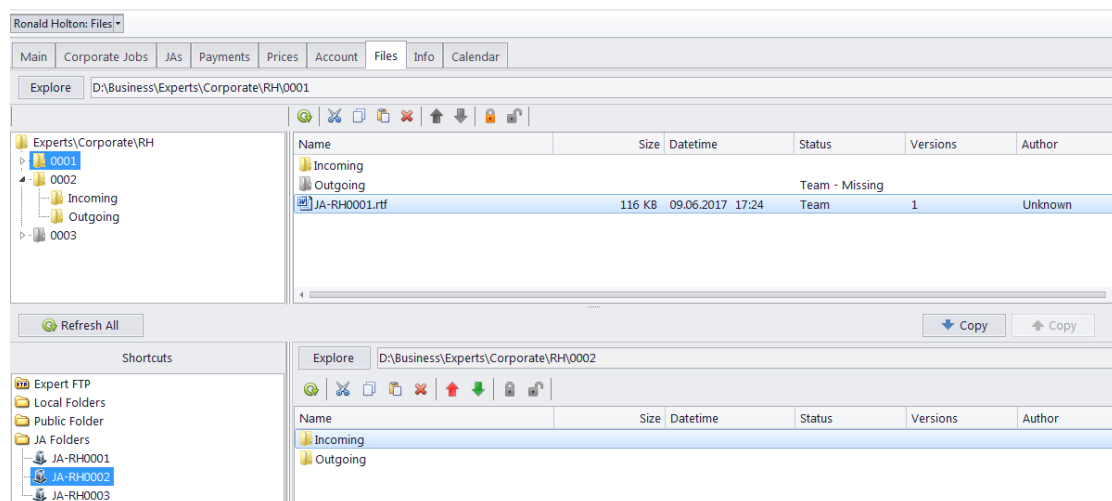 Ronald Holton: Files
Main Corporate Jobs JAs Payments Prices Account Files Info Calendar
Explore D:\Business\Experts\Corporate\RH\0001
Experts\Corporate\RH
0001
0002
Incoming
Outgoing
0003
Name Size Datetime Status Versions Author
Incoming
Outgoing Team - Missing
JA-RH0001.rtf 116 KB 09.06.2017 17:24 Team 1 Unknown
Refresh All Copy Copy
Shortcuts
Expert FTP
Local Folders
Public Folder
JA Folders
JA-RH0001
JA-RH0002
JA-RH0003
Explore D:\Business\Experts\Corporate\RH\0002
Name Size Datetime Status Versions Author
Incoming
Outgoing